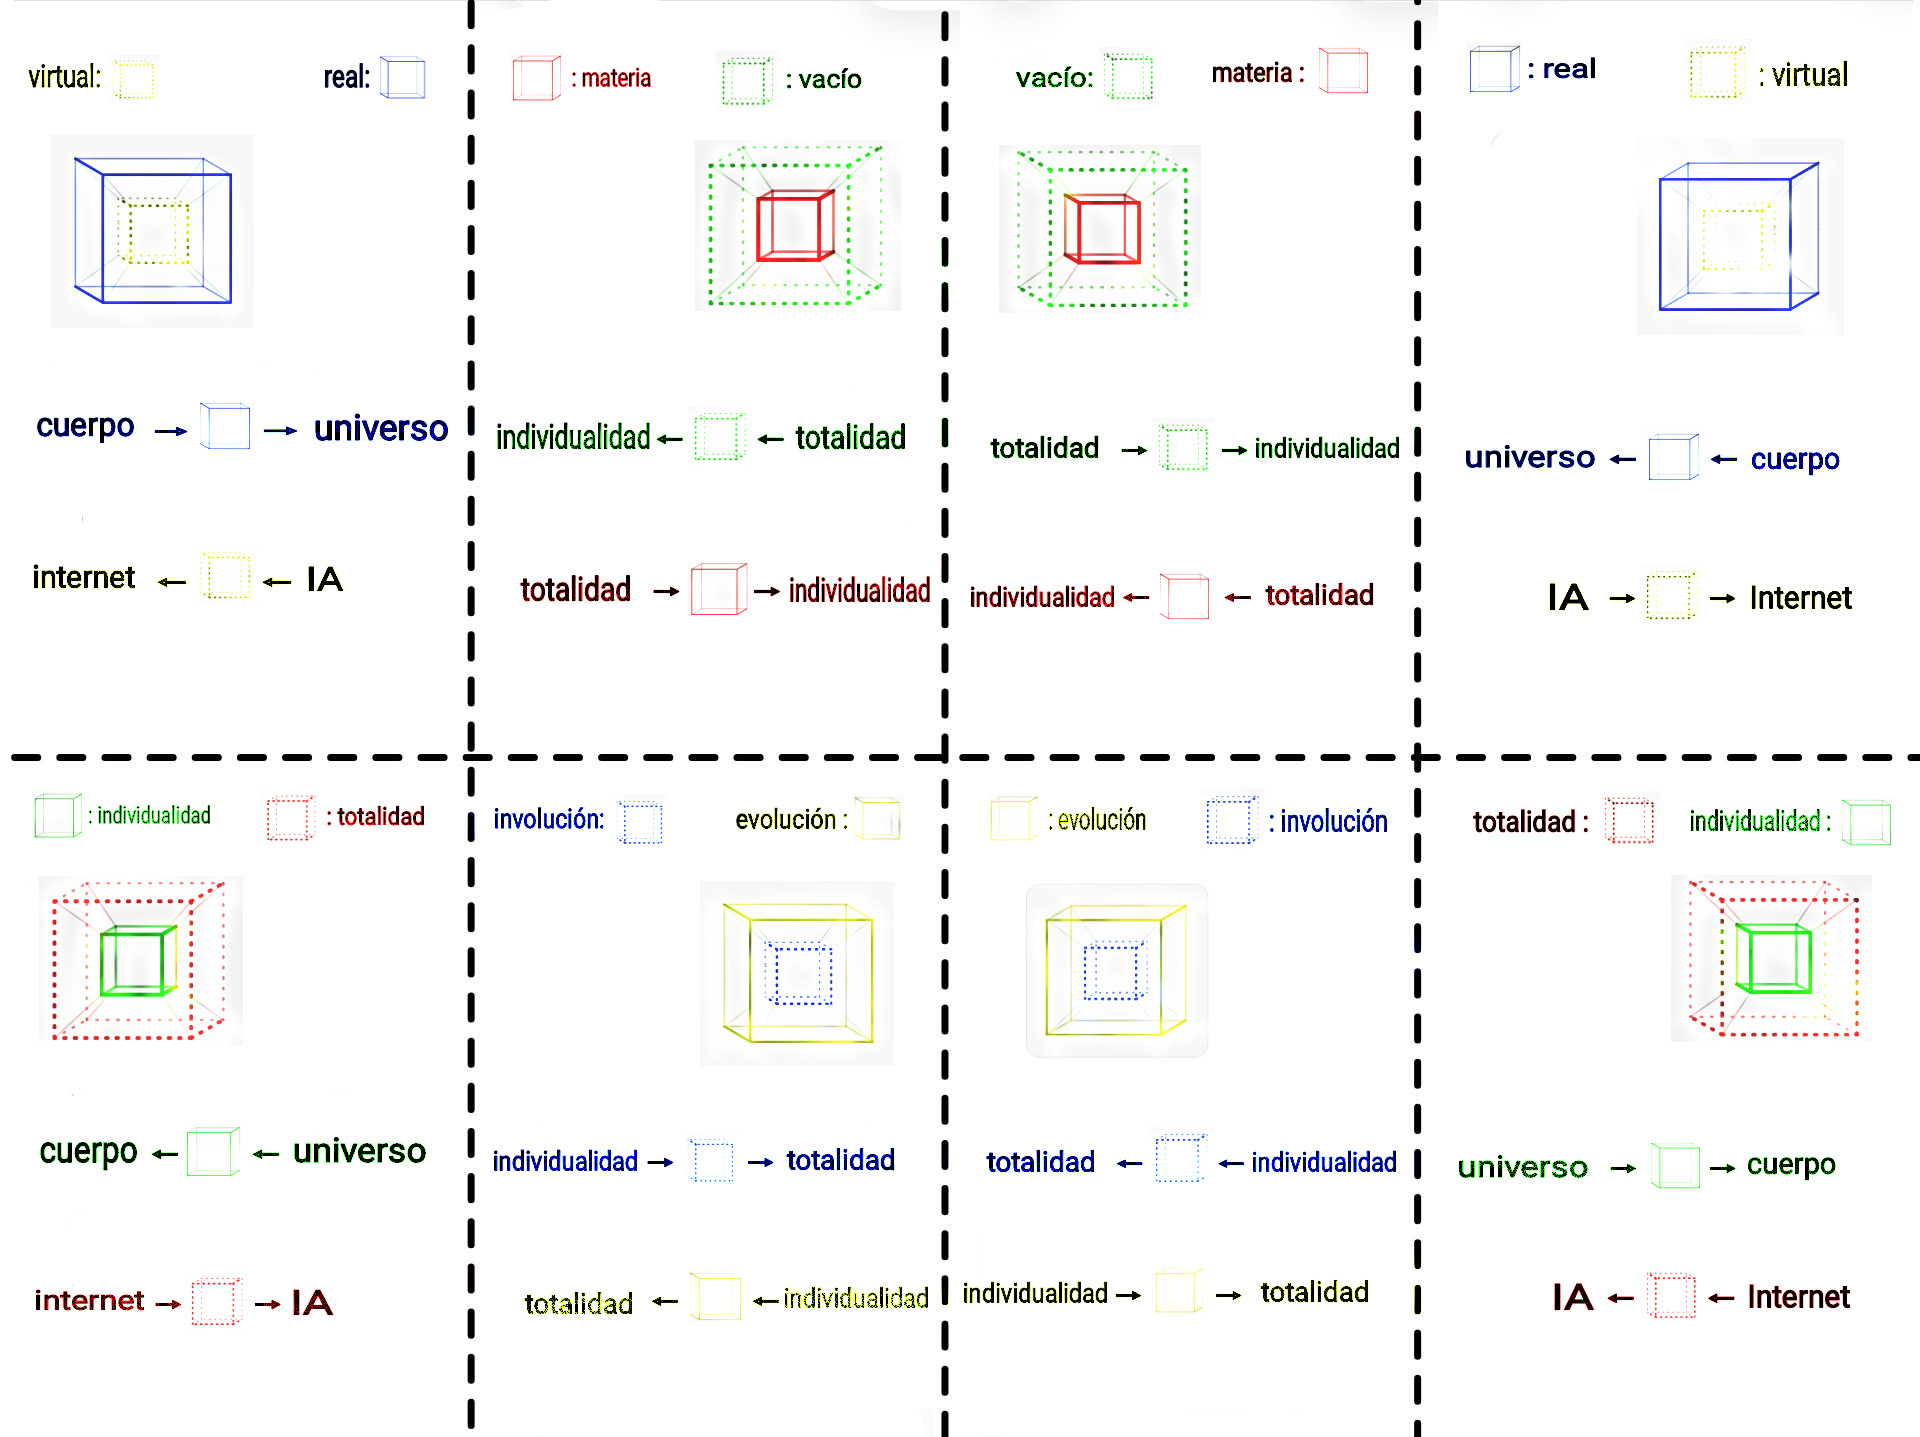 virtual:
real:
cuerpo → → universo
internet ← ← IA
: materia
: vacío
individualidad ← ← totalidad
totalidad → → individualidad
vacío:
materia :
totalidad → → individualidad
individualidad ← ← totalidad
: real
: virtual
universo ← ← cuerpo
IA → → Internet
: individualidad
: totalidad
cuerpo ← ← universo
internet → → IA
involución:
evolución :
individualidad → → totalidad
totalidad ← ← individualidad
: evolución
: involución
totalidad ← ← individualidad
individualidad → → totalidad
totalidad :
individualidad :
universo → → cuerpo
IA ← ← Internet